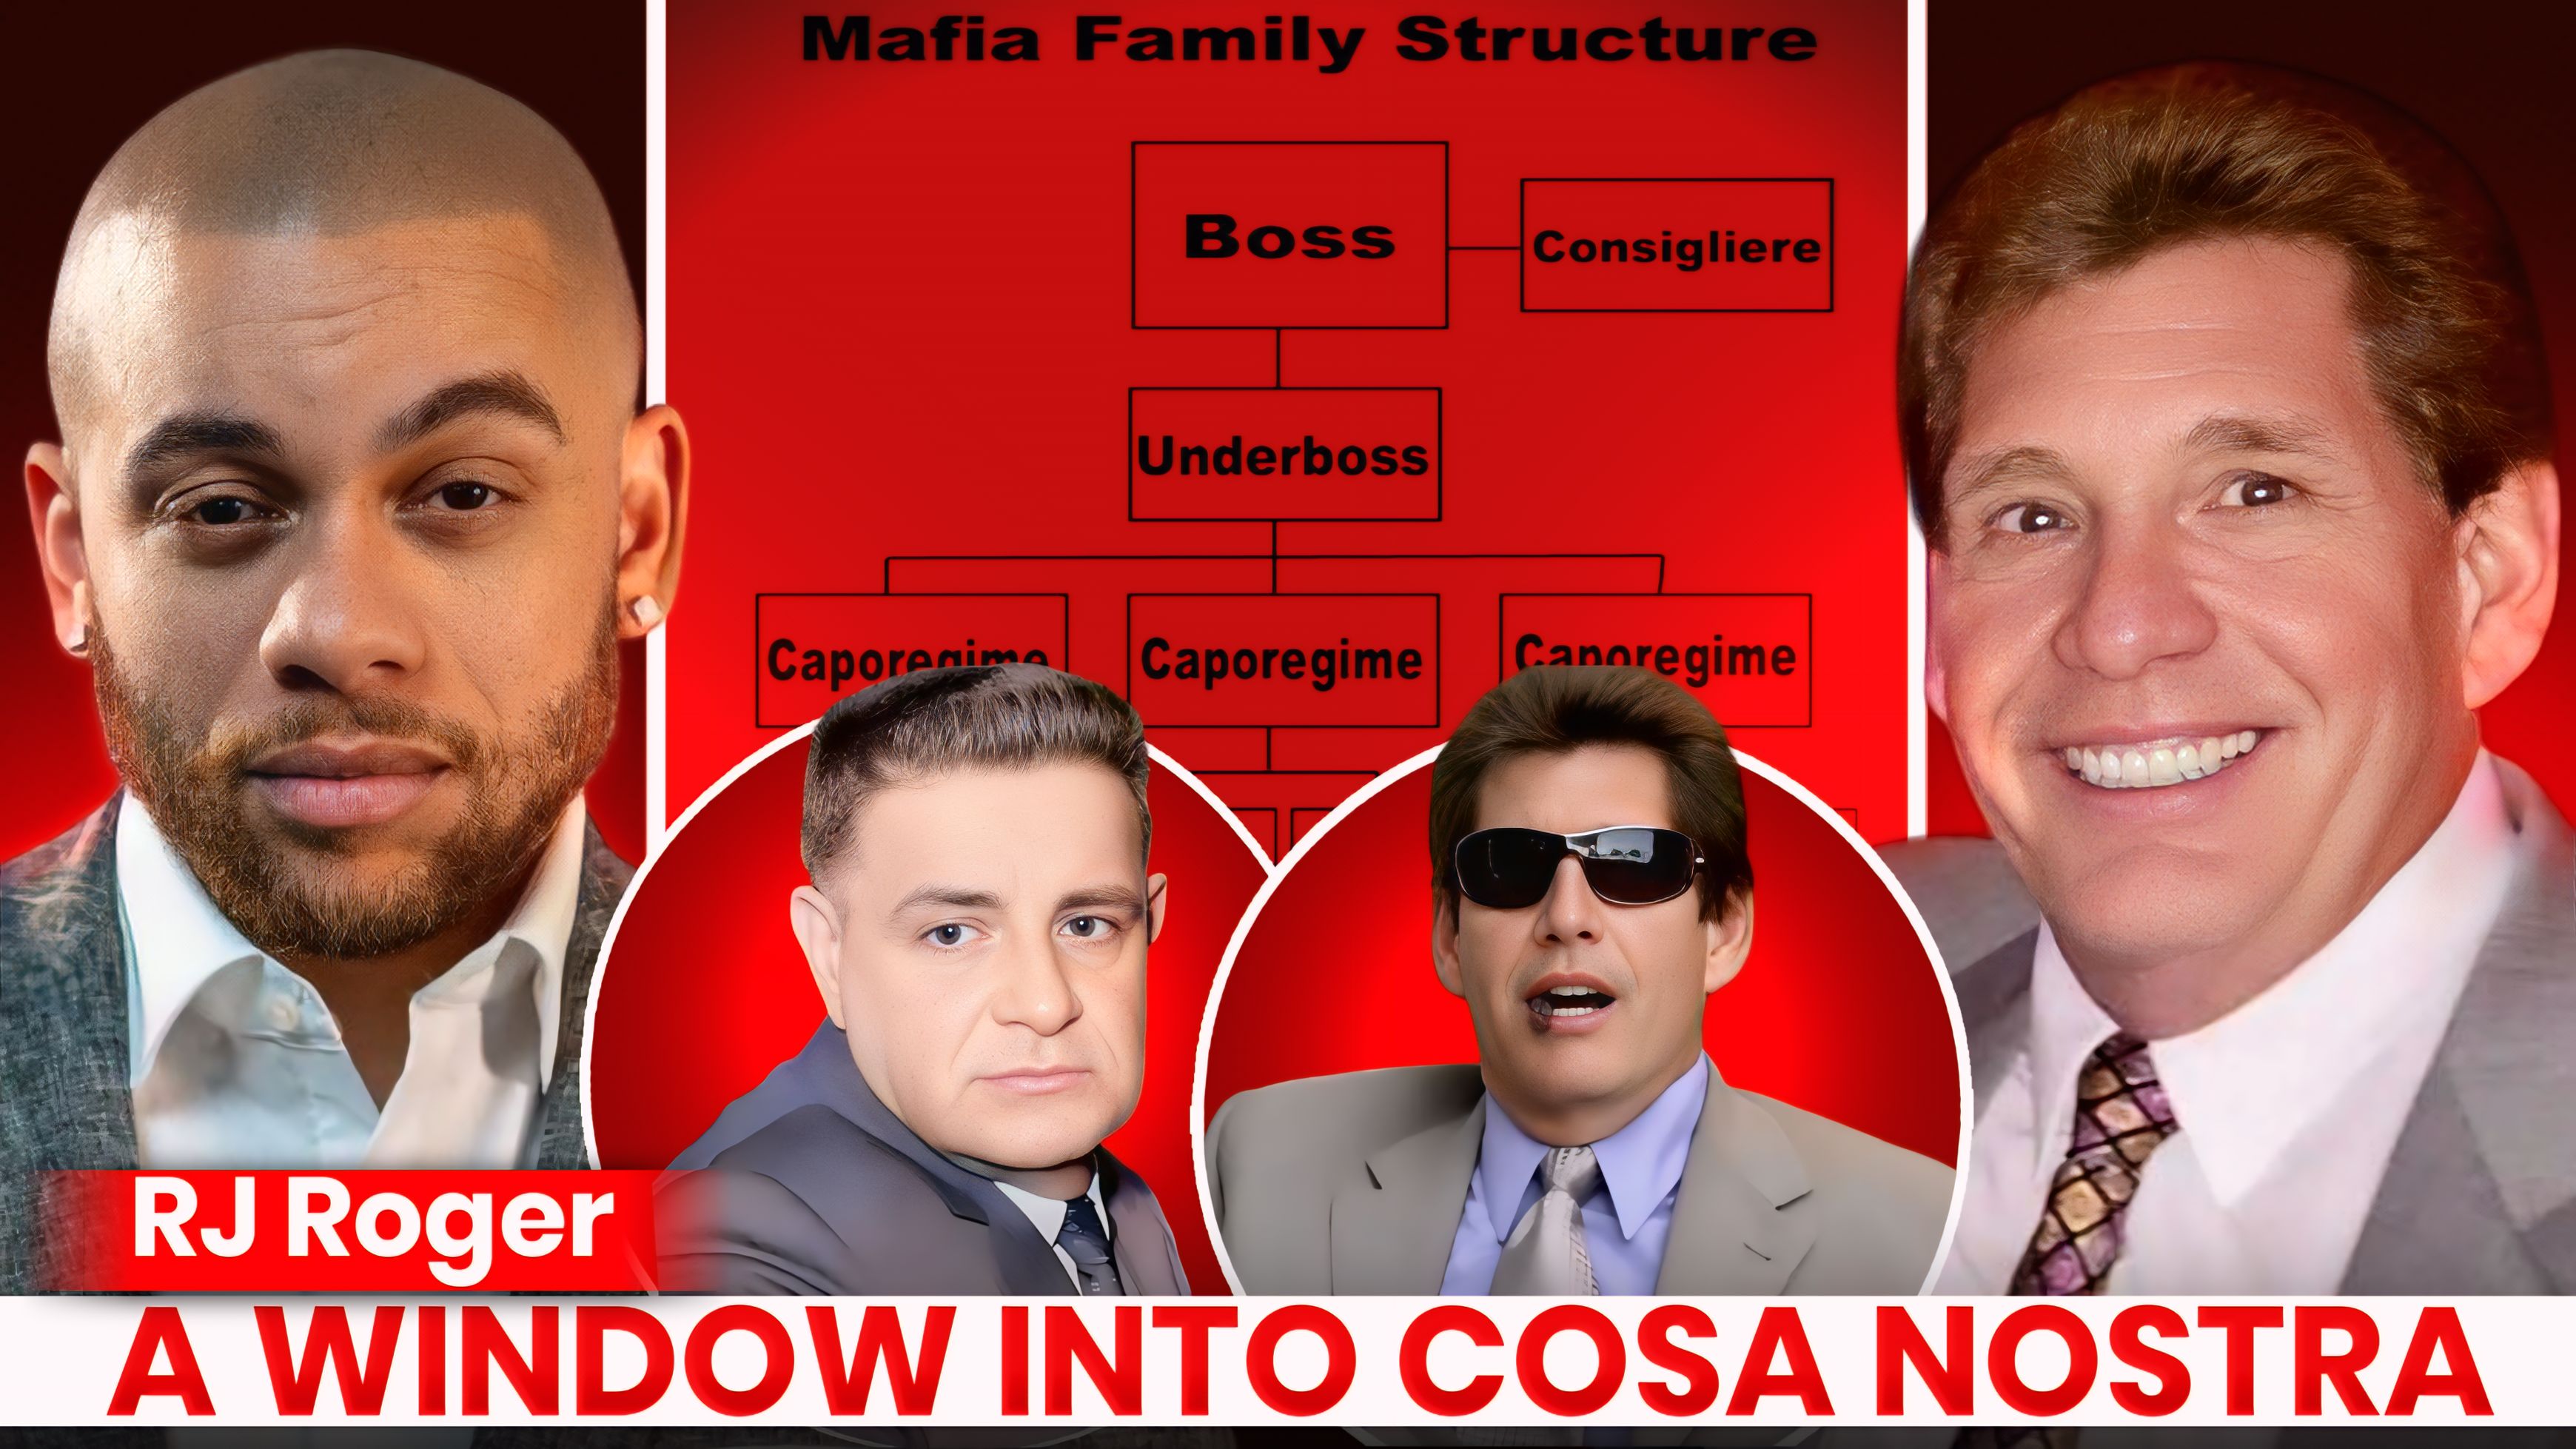 Mafia Family Structure
Boss
Consigliere
Underboss
Caporegime
Caporegime
Caporegime
RJ Roger
A WINDOW INTO COSA NOSTRA